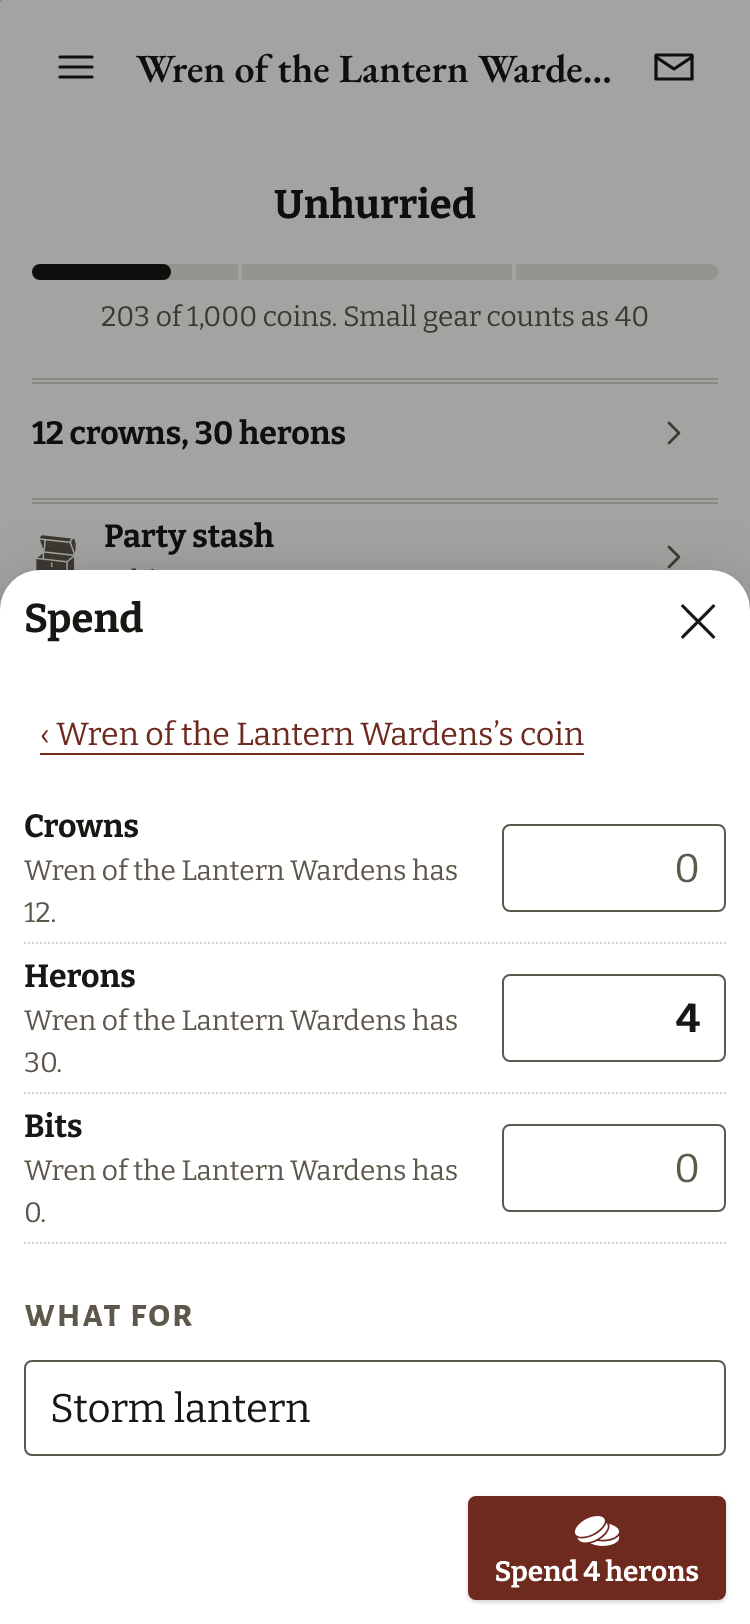 Wren of the Lantern Warde...
Unhurried
203 of 1,000 coins. Small gear counts as 40
12 crowns, 30 herons
Party stash
Spend
‹ Wren of the Lantern Wardens’s coin
Crowns
Wren of the Lantern Wardens has
12.
0
Herons
Wren of the Lantern Wardens has
30.
4
Bits
Wren of the Lantern Wardens has
0.
0
WHAT FOR
Storm lantern
Spend 4 herons